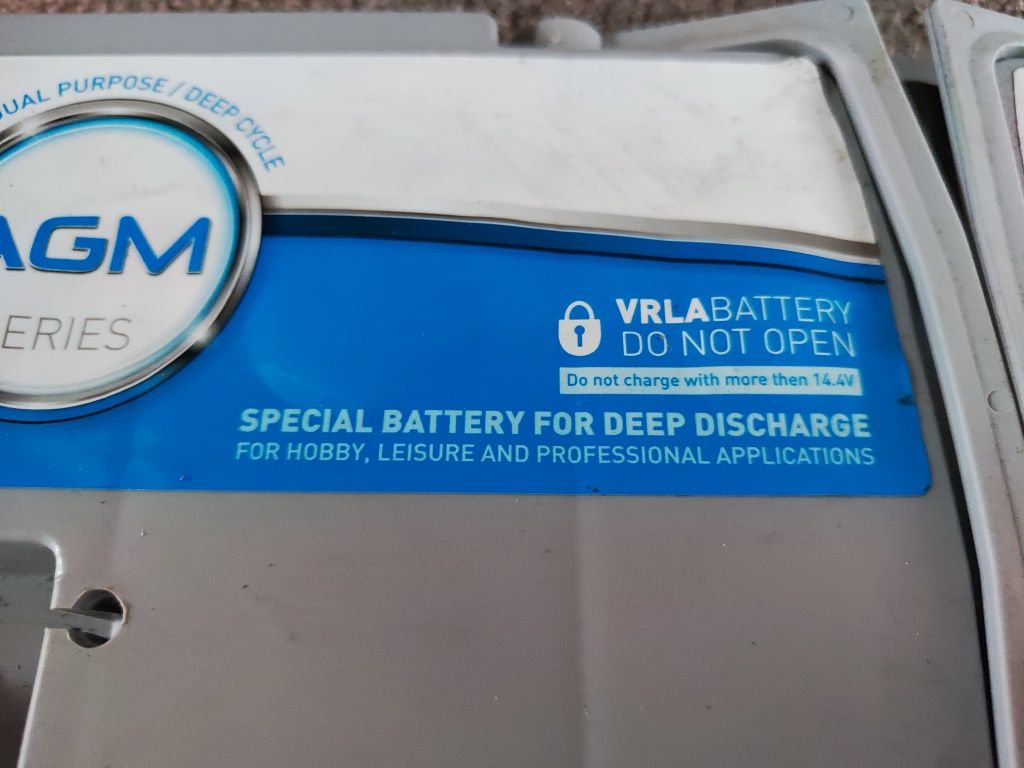 DUAL PURPOSE / DEEP CYCLE
AGM
ERIES
VRLABATTERY
DO NOT OPEN
Do not charge with more then 14.4V
SPECIAL BATTERY FOR DEEP DISCHARGE
FOR HOBBY, LEISURE AND PROFESSIONAL APPLICATIONS